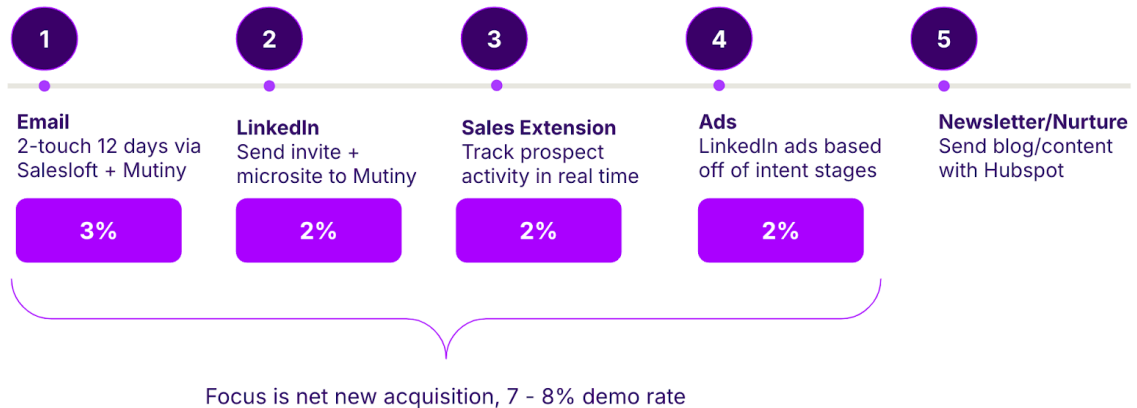 1
2
3
4
5
Email
2-touch 12 days via
Salesloft + Mutiny
3%
LinkedIn
Send invite +
microsite to Mutiny
2%
Sales Extension
Track prospect
activity in real time
2%
Ads
LinkedIn ads based
off of intent stages
2%
Newsletter/Nurture
Send blog/content
with Hubspot
Focus is net new acquisition, 7 - 8% demo rate